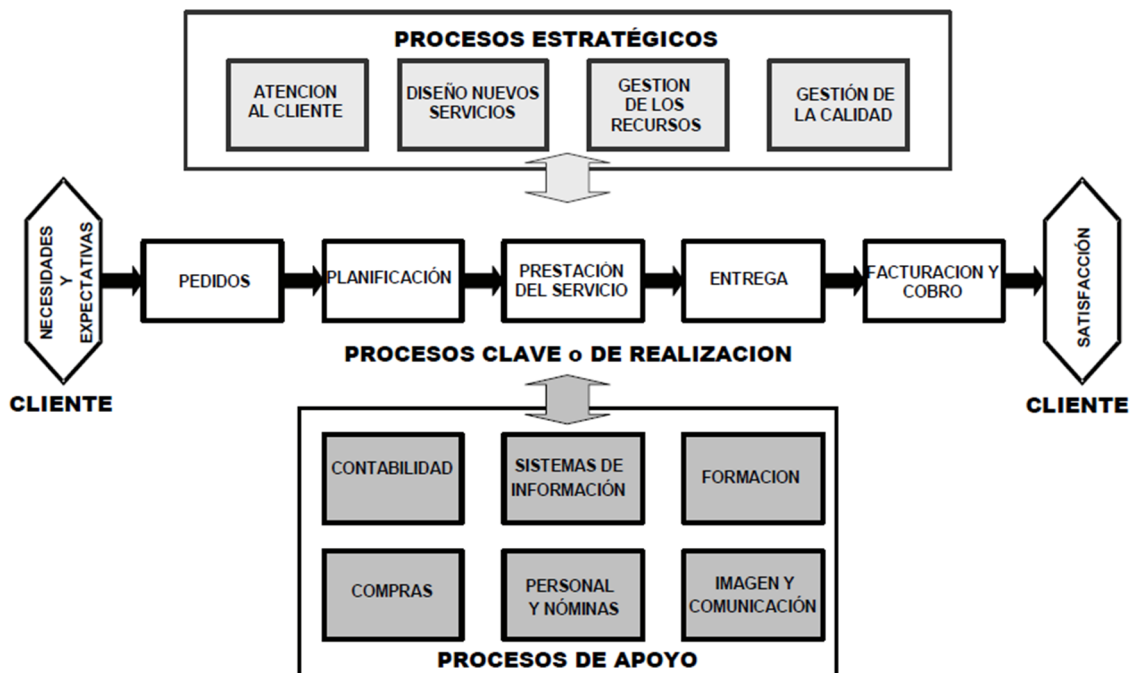 PROCESOS ESTRATÉGICOS
ATENCION
AL CLIENTE
DISEÑO NUEVOS
SERVICIOS
GESTION
DE LOS
RECURSOS
GESTIÓN DE
LA CALIDAD
NECESIDADES
Y
EXPECTATIVAS
CLIENTE
PEDIDOS
PLANIFICACIÓN
PRESTACIÓN
DEL SERVICIO
ENTREGA
FACTURACION Y
COBRO
SATISFACCIÓN
CLIENTE
PROCESOS CLAVE o DE REALIZACION
CONTABILIDAD
SISTEMAS DE
INFORMACIÓN
FORMACION
COMPRAS
PERSONAL
Y NÓMINAS
IMAGEN Y
COMUNICACIÓN
PROCESOS DE APOYO